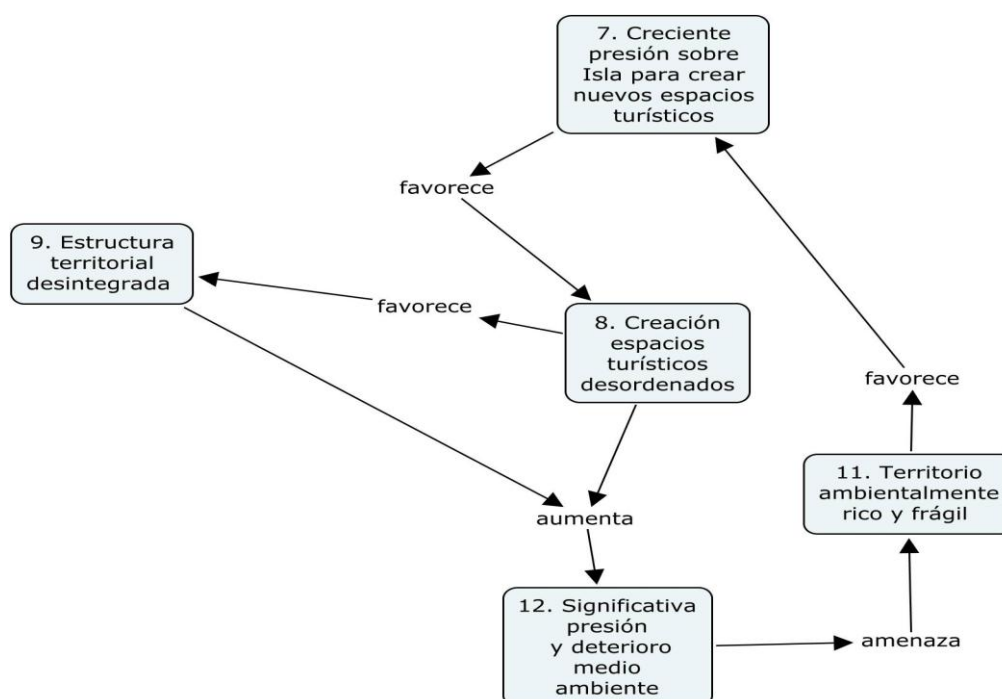 7. Creciente
presión sobre
Isla para crear
nuevos espacios
turísticos
favorece
9. Estructura
territorial
desintegrada
favorece
8. Creación
espacios
turísticos
desordenados
favorece
11. Territorio
ambientalmente
rico y frágil
aumenta
12. Significativa
presión
y deterioro
medio
ambiente
amenaza